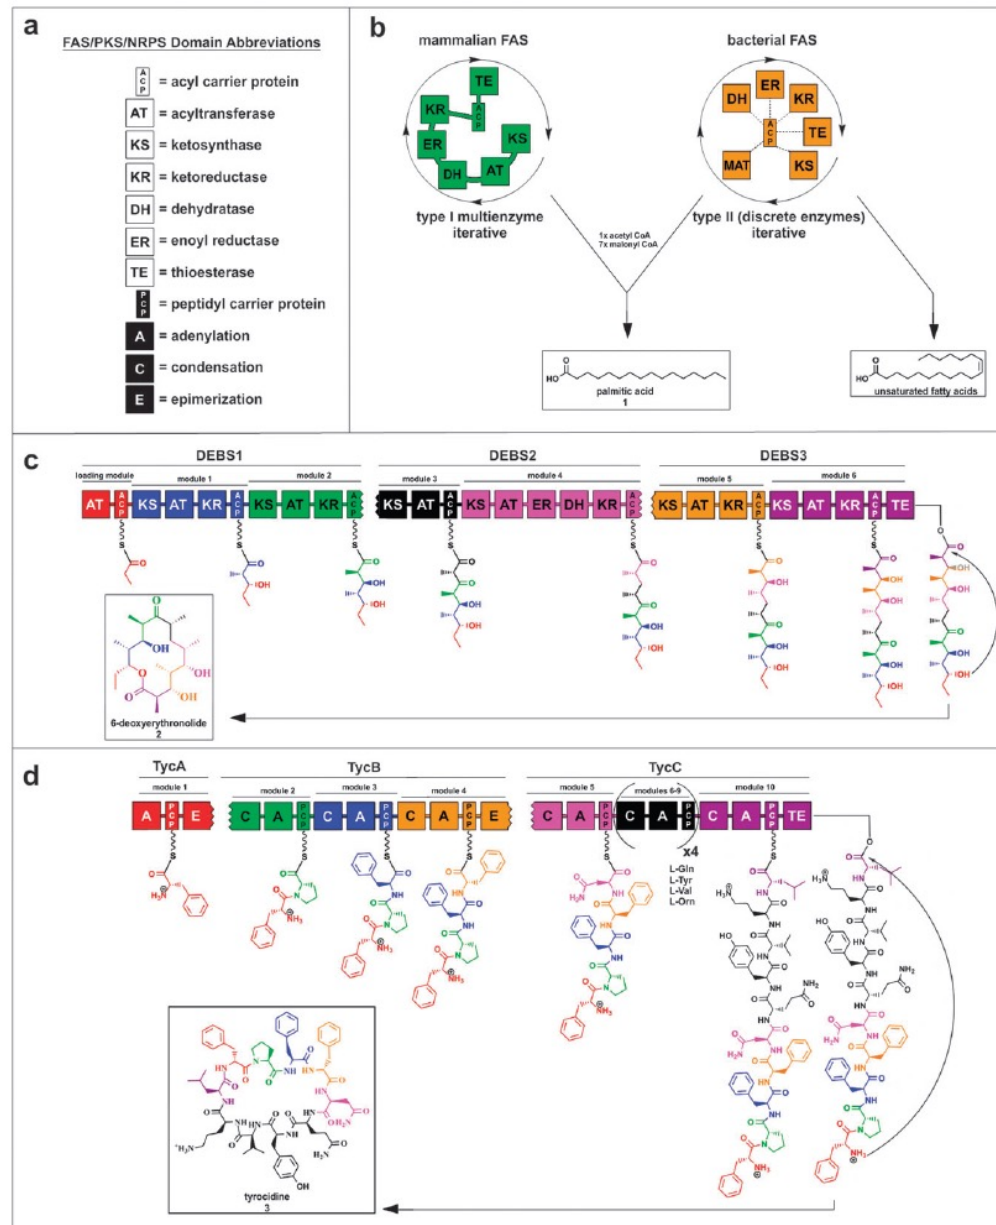 a
FAS/PKS/NRPS Domain Abbreviations
ACP = acyl carrier protein
AT = acyltransferase
KS = ketosynthase
KR = ketoreductase
DH = dehydratase
ER = enoyl reductase
TE = thioesterase
PCP = peptidyl carrier protein
A = adenylation
C = condensation
E = epimerization
b
mammalian FAS
TE
KR
ACP
ER
KS
DH
AT
type I multienzyme
iterative
bacterial FAS
ER
DH
KR
ACP
TE
MAT
KS
type II (discrete enzymes)
iterative
1x acetyl CoA
7x malonyl CoA
O
HO
palmitic acid
1
O
HO
unsaturated fatty acids
c
DEBS1
DEBS2
DEBS3
loading module
module 1
module 2
module 3
module 4
module 5
module 6
AT ACP KS AT KR ACP KS AT KR ACP
KS AT ACP KS AT ER DH KR ACP
KS AT KR ACP KS AT KR ACP TE
6-deoxyerythronolide
2
d
TycA
TycB
TycC
module 1
module 2
module 3
module 4
module 5
modules 6-9
module 10
A PCP E
C A PCP C A PCP C A PCP E
C A PCP C A PCP C A PCP TE
x4
L-Gln
L-Tyr
L-Val
L-Orn
tyrocidine
3